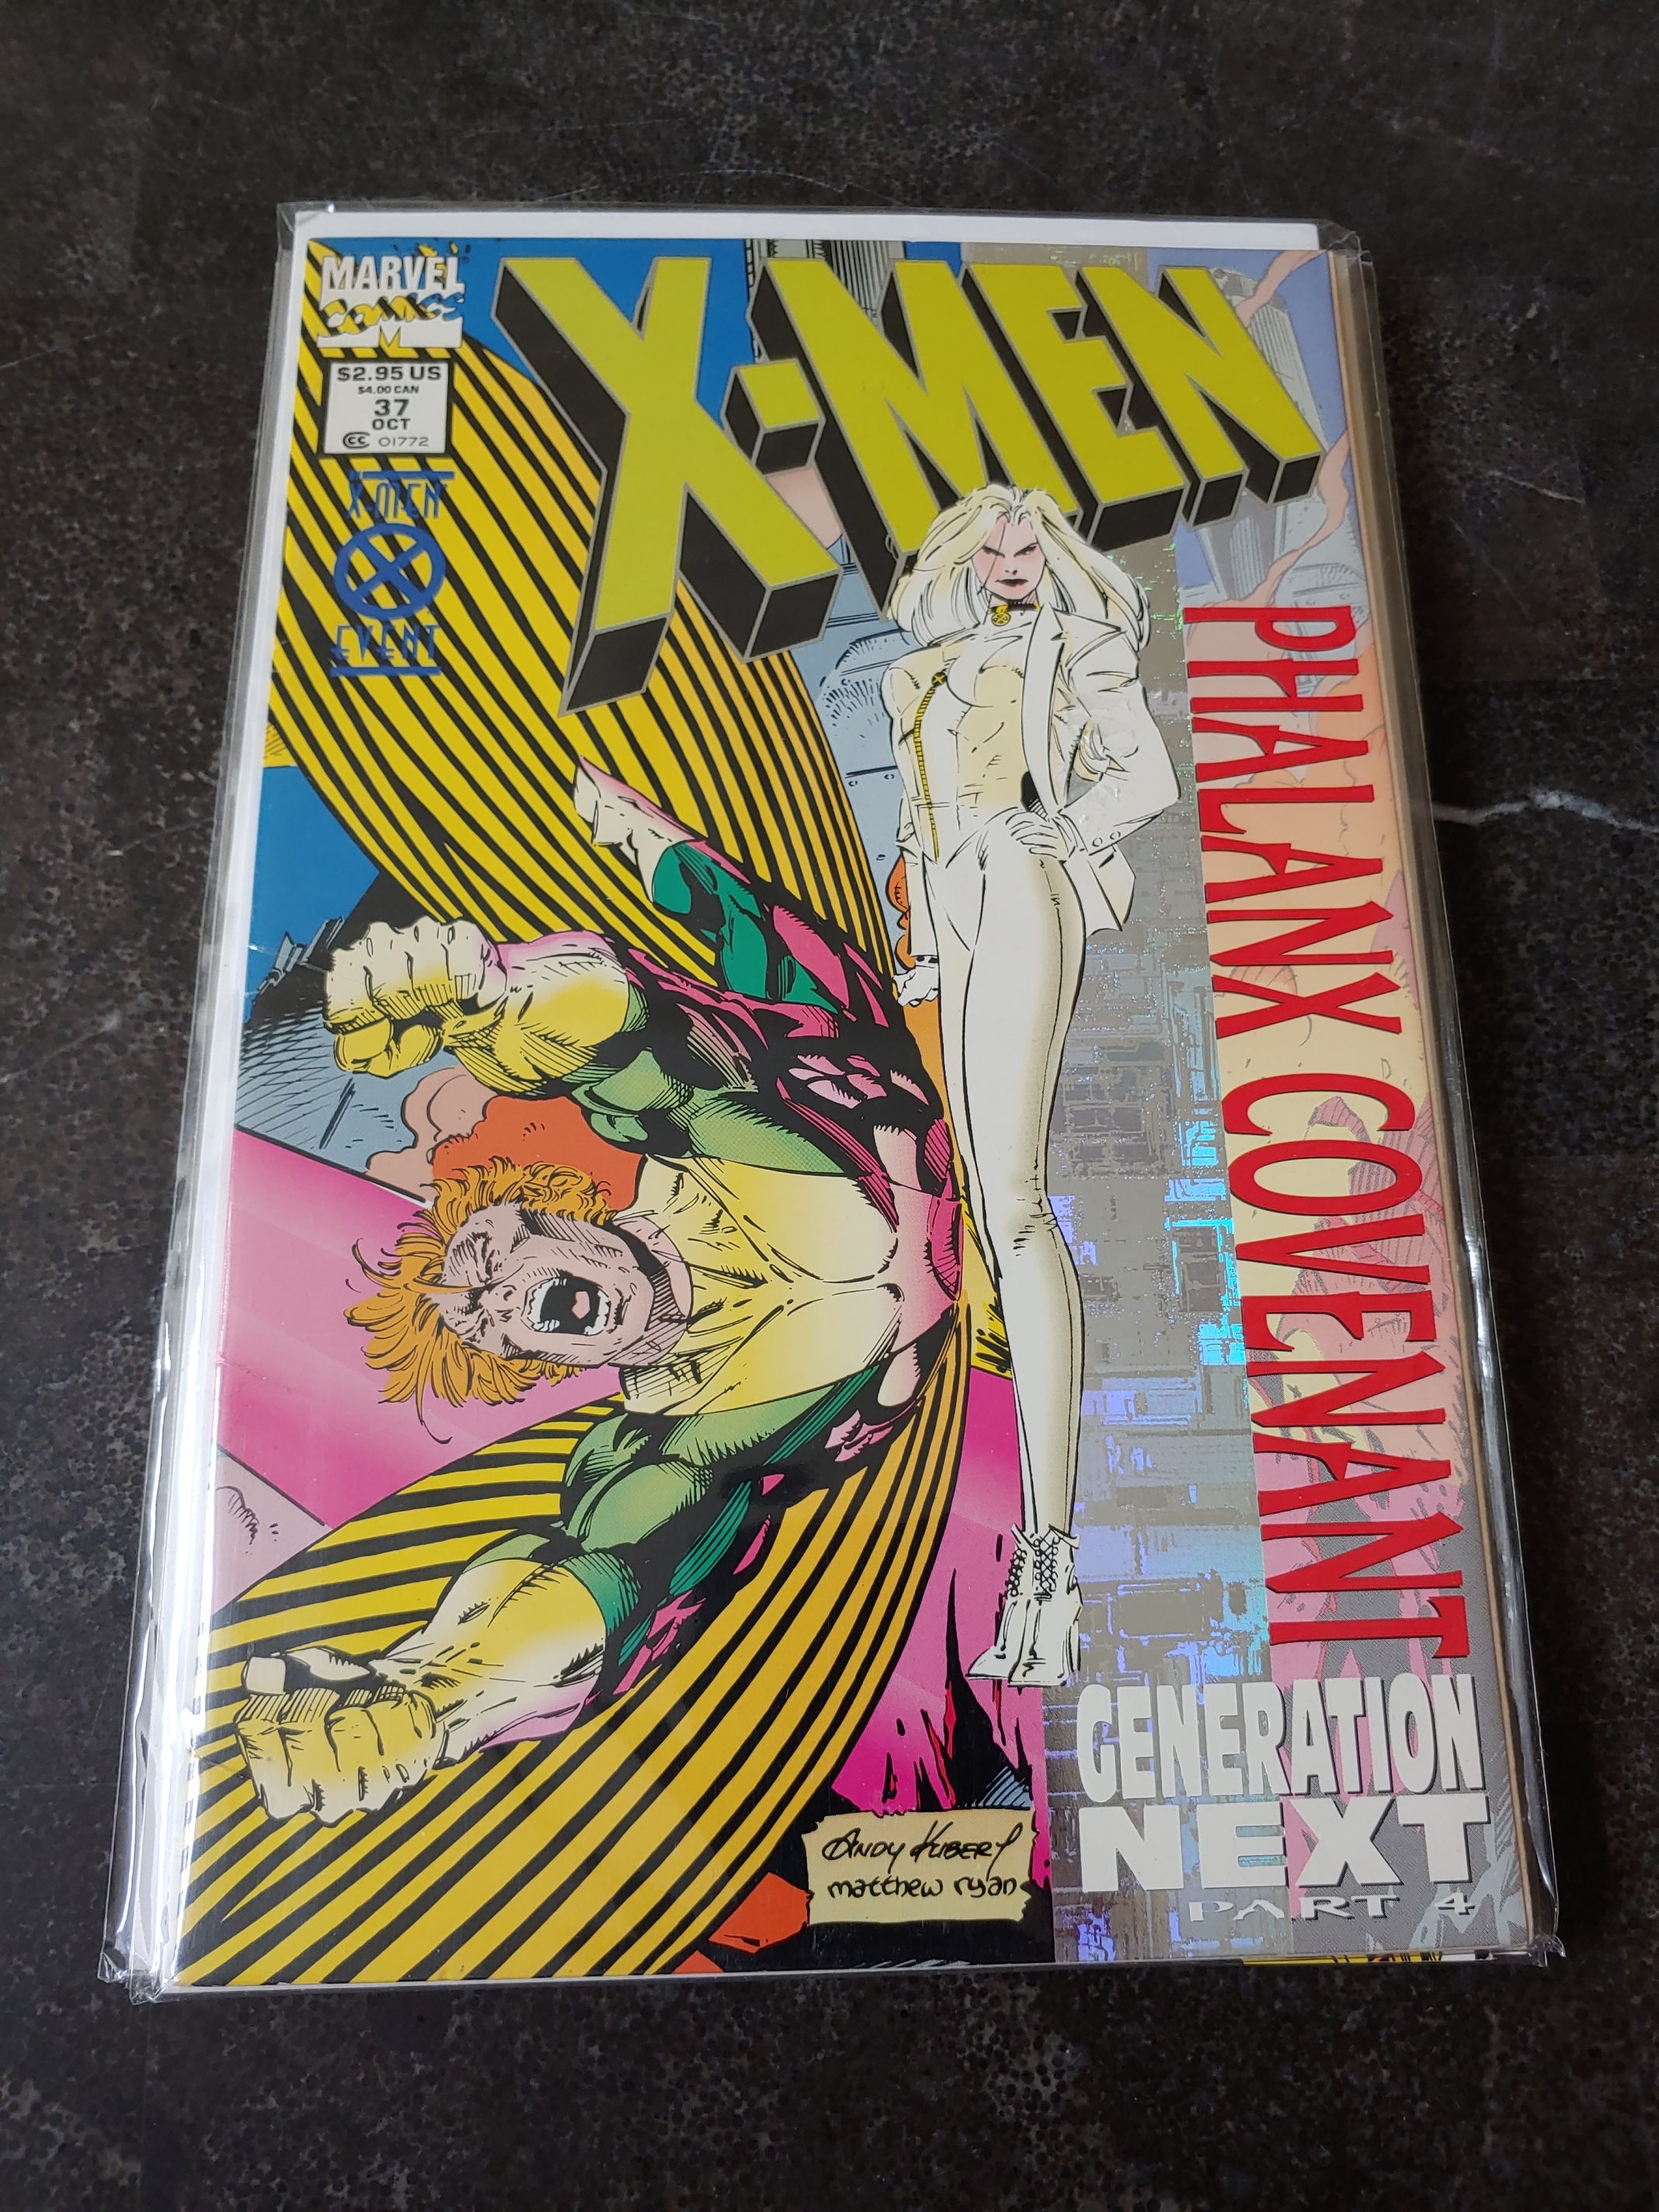 MARVEL
COMICS
$2.95 US
$4.00 CAN
37
OCT
CC 01772
X-MEN
EVENT
X-MEN
PHALANX COVENANT
GENERATION
NEXT
PART 4
ANDY KUBERT
matthew ryan